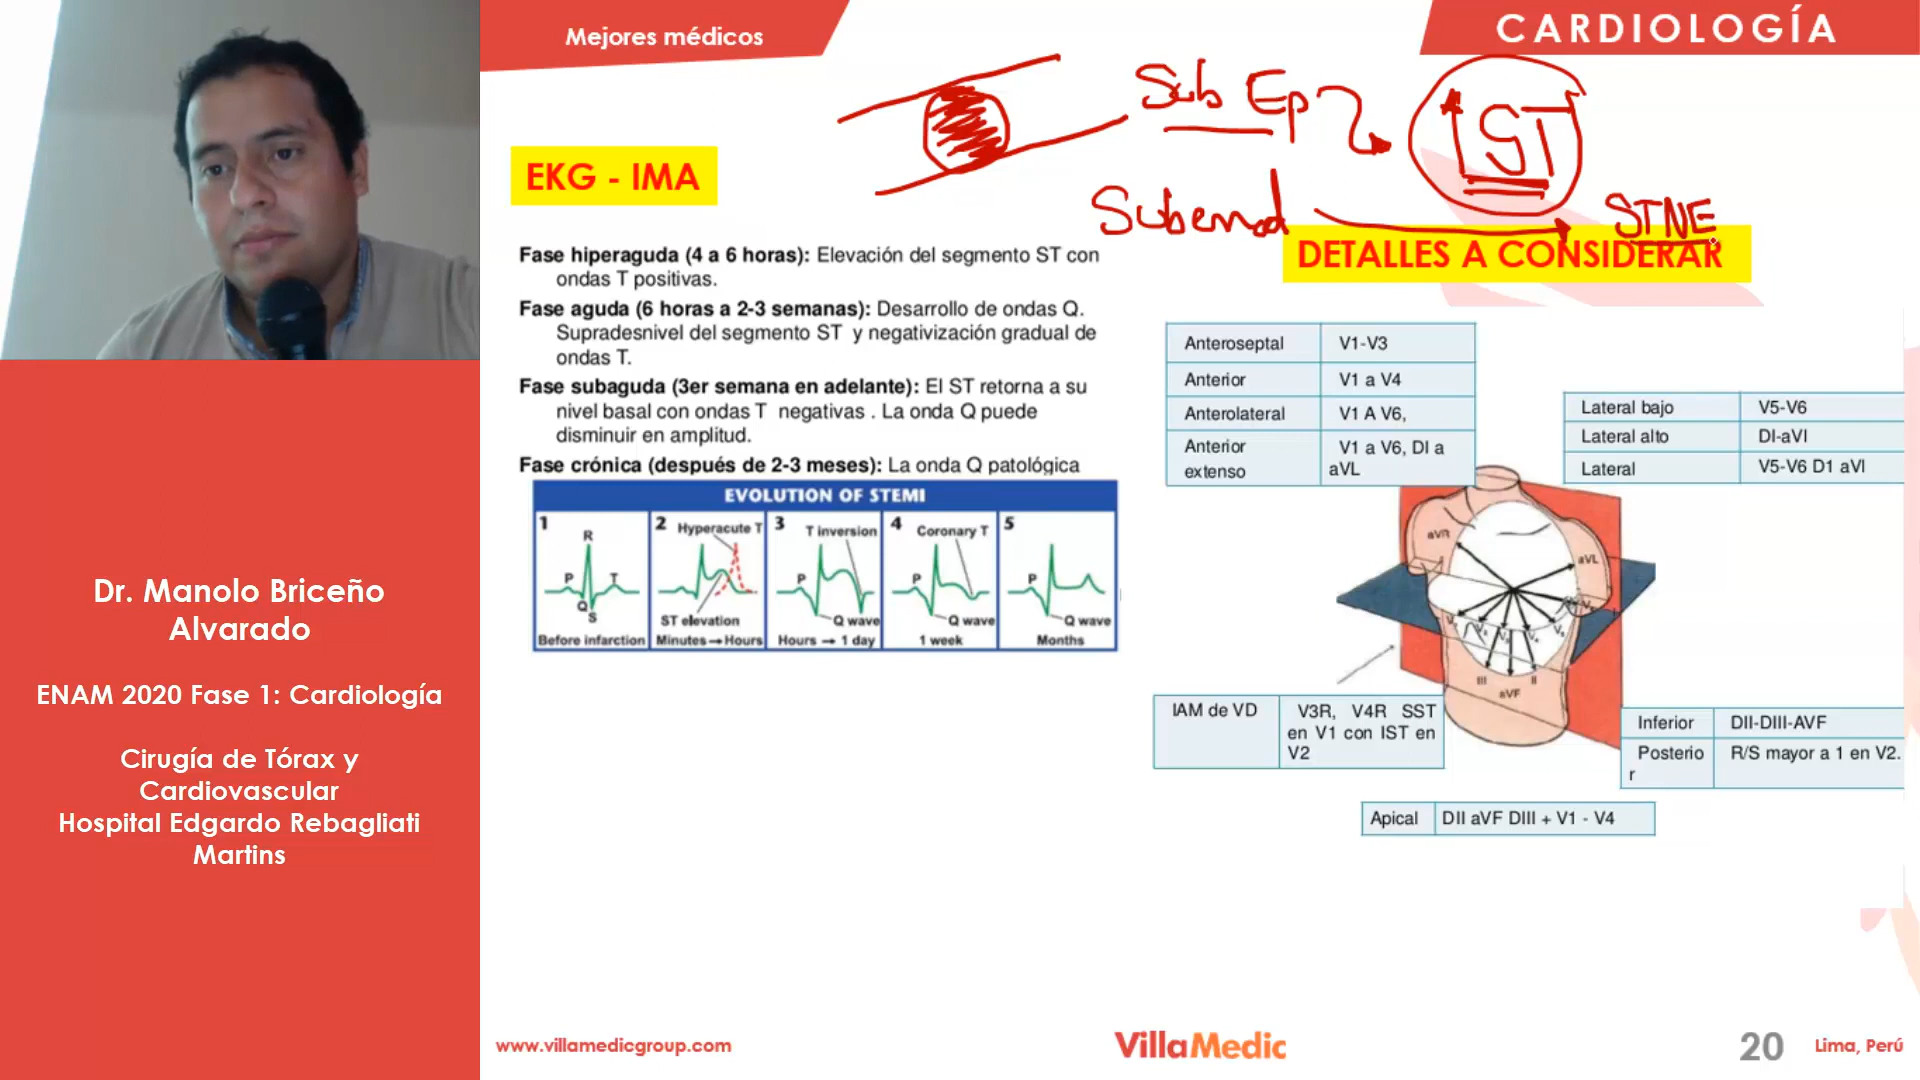 Mejores médicos
CARDIOLOGÍA
Sub Ep
ST
Subend
STNE
EKG - IMA
DETALLES A CONSIDERAR
Fase hiperaguda (4 a 6 horas): Elevación del segmento ST con
ondas T positivas.
Fase aguda (6 horas a 2-3 semanas): Desarrollo de ondas Q.
Supradesnivel del segmento ST y negativización gradual de
ondas T.
Fase subaguda (3er semana en adelante): El ST retorna a su
nivel basal con ondas T negativas . La onda Q puede
disminuir en amplitud.
Fase crónica (después de 2-3 meses): La onda Q patológica
EVOLUTION OF STEMI
1
R
P
T
Q
S
Before infarction
2
Hyperacute T
ST elevation
Minutes → Hours
3
T inversion
P
Q wave
Hours → 1 day
4
Coronary T
P
Q wave
1 week
5
P
Q wave
Months
Anteroseptal V1-V3
Anterior V1 a V4
Anterolateral V1 A V6,
Anterior V1 a V6, DI a
extenso aVL
Lateral bajo V5-V6
Lateral alto DI-aVI
Lateral V5-V6 D1 aVI
aVR
aVL
III
II
aVF
IAM de VD V3R, V4R SST
en V1 con IST en
V2
Inferior DII-DIII-AVF
Posterio R/S mayor a 1 en V2.
r
Apical DII aVF DIII + V1 - V4
Dr. Manolo Briceño
Alvarado
ENAM 2020 Fase 1: Cardiología
Cirugía de Tórax y
Cardiovascular
Hospital Edgardo Rebagliati
Martins
www.villamedicgroup.com
VillaMedic
20
Lima, Perú